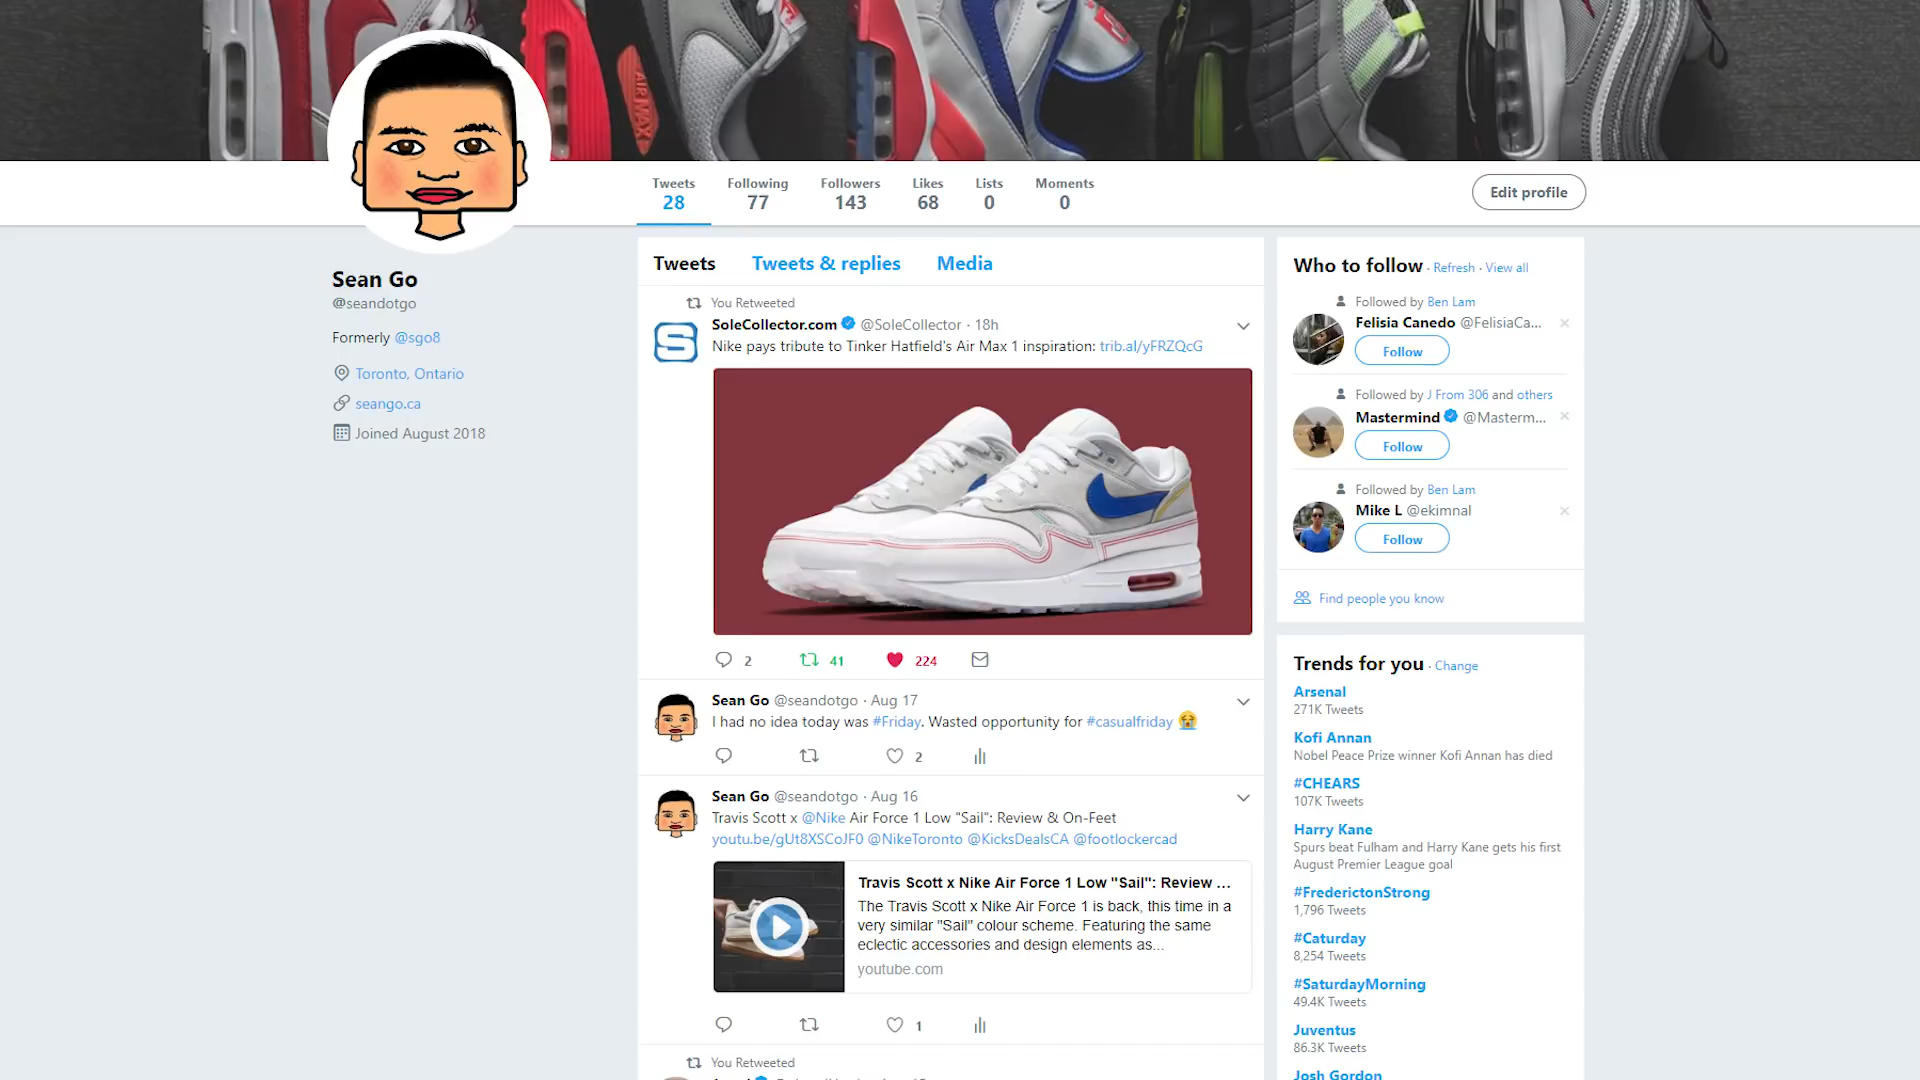 AIR MAX
Tweets 28
Following 77
Followers 143
Likes 68
Lists 0
Moments 0
Edit profile
Sean Go
@seandotgo
Formerly @sgo8
Toronto, Ontario
seango.ca
Joined August 2018
Tweets
Tweets & replies
Media
You Retweeted
SoleCollector.com @SoleCollector · 18h
Nike pays tribute to Tinker Hatfield's Air Max 1 inspiration: trib.al/yFRZQcG
2 41 224
Sean Go @seandotgo · Aug 17
I had no idea today was #Friday. Wasted opportunity for #casualfriday 😭
2
Sean Go @seandotgo · Aug 16
Travis Scott x @Nike Air Force 1 Low "Sail": Review & On-Feet
youtu.be/gUt8XSCoJF0 @NikeToronto @KicksDealsCA @footlockercad
Travis Scott x Nike Air Force 1 Low "Sail": Review ...
The Travis Scott x Nike Air Force 1 is back, this time in a
very similar "Sail" colour scheme. Featuring the same
eclectic accessories and design elements as...
youtube.com
1
You Retweeted
Who to follow · Refresh · View all
Followed by Ben Lam
Felisia Canedo @FelisiaCa...
Follow
Followed by J From 306 and others
Mastermind @Masterm...
Follow
Followed by Ben Lam
Mike L @ekimnal
Follow
Find people you know
Trends for you · Change
Arsenal
271K Tweets
Kofi Annan
Nobel Peace Prize winner Kofi Annan has died
#CHEARS
107K Tweets
Harry Kane
Spurs beat Fulham and Harry Kane gets his first
August Premier League goal
#FrederictonStrong
1,796 Tweets
#Caturday
8,254 Tweets
#SaturdayMorning
49.4K Tweets
Juventus
86.3K Tweets
Josh Gordon